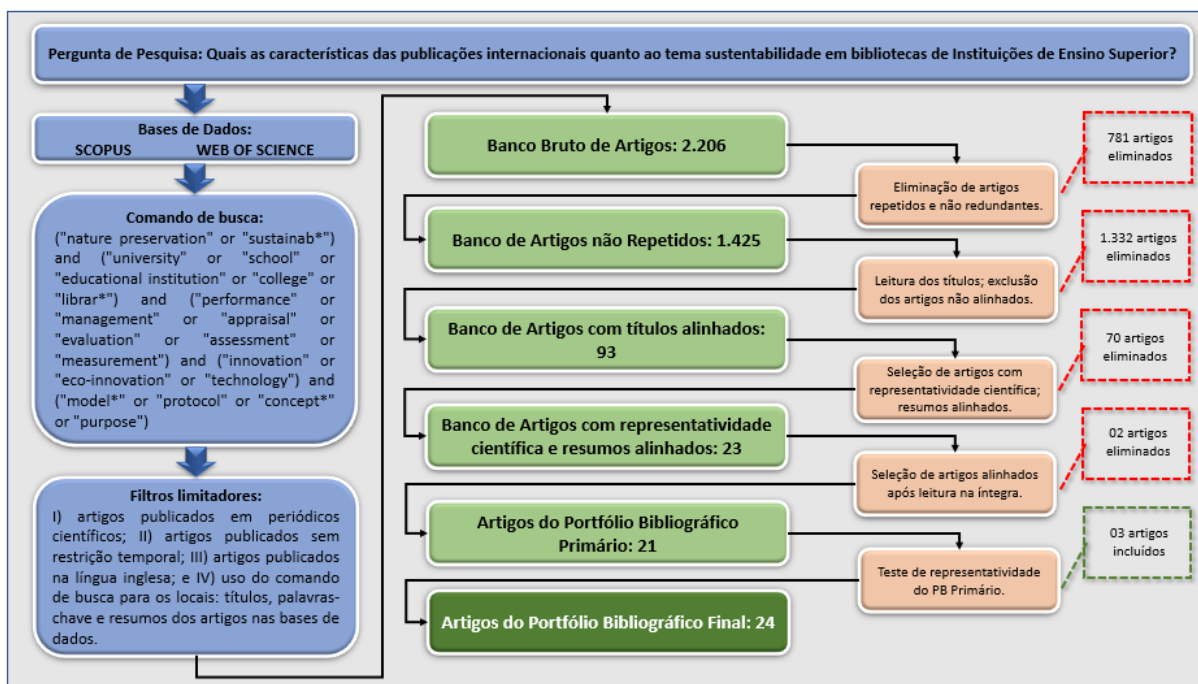 Pergunta de Pesquisa: Quais as características das publicações internacionais quanto ao tema sustentabilidade em bibliotecas de Instituições de Ensino Superior?
Bases de Dados:
SCOPUS WEB OF SCIENCE
Comando de busca:
("nature preservation" or "sustainab*")
and ("university" or "school" or
"educational institution" or "college" or
"librar*") and ("performance" or
"management" or "appraisal" or
"evaluation" or "assessment" or
"measurement") and ("innovation" or
"eco-innovation" or "technology") and
("model*" or "protocol" or "concept*"
or "purpose")
Filtros limitadores:
I) artigos publicados em periódicos
científicos; II) artigos publicados sem
restrição temporal; III) artigos publicados
na língua inglesa; e IV) uso do comando
de busca para os locais: títulos, palavras-
chave e resumos dos artigos nas bases de
dados.
Banco Bruto de Artigos: 2.206
781 artigos
eliminados
Eliminação de artigos
repetidos e não redundantes.
Banco de Artigos não Repetidos: 1.425
1.332 artigos
eliminados
Leitura dos títulos; exclusão
dos artigos não alinhados.
Banco de Artigos com títulos alinhados:
93
70 artigos
eliminados
Seleção de artigos com
representatividade científica;
resumos alinhados.
Banco de Artigos com representatividade
científica e resumos alinhados: 23
02 artigos
eliminados
Seleção de artigos alinhados
após leitura na íntegra.
Artigos do Portfólio Bibliográfico
Primário: 21
03 artigos
incluídos
Teste de representatividade
do PB Primário.
Artigos do Portfólio Bibliográfico Final: 24